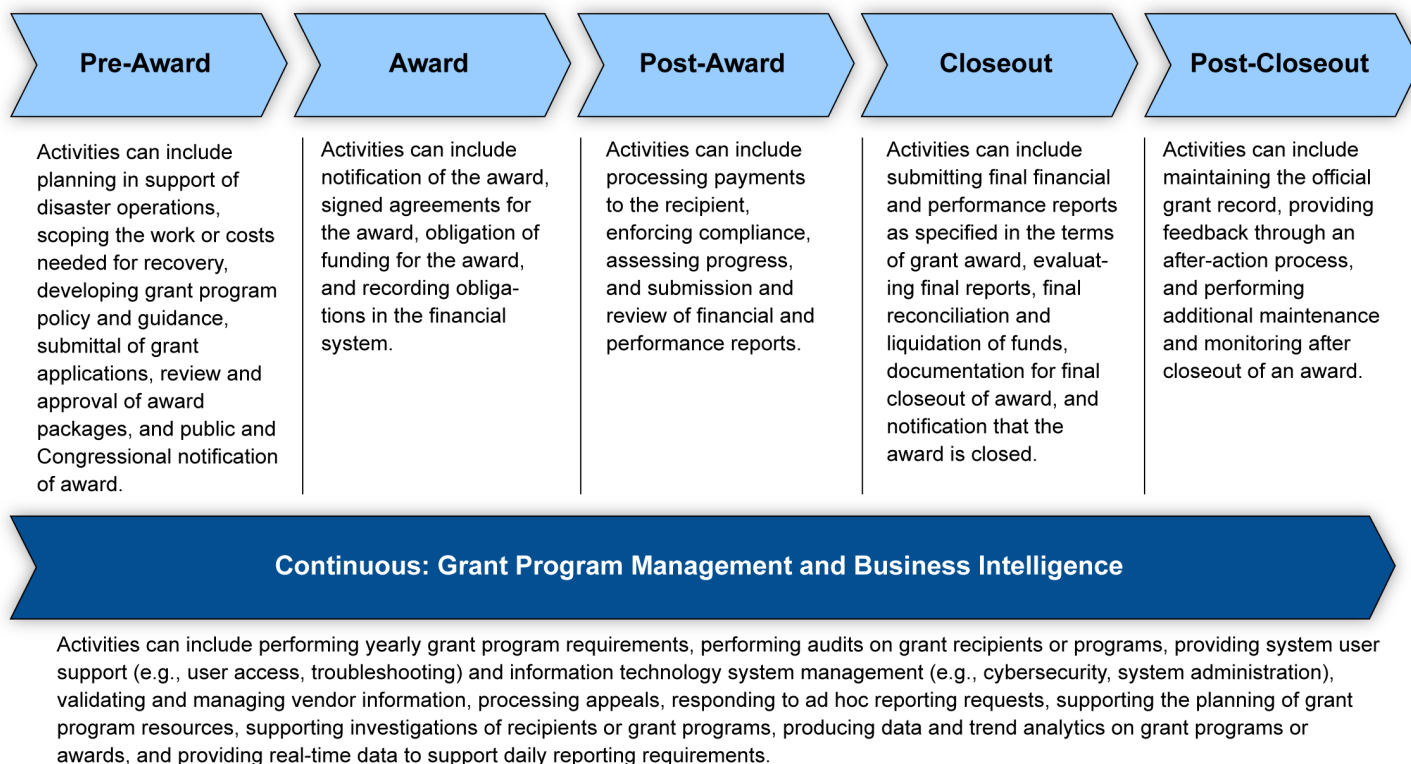 Pre-Award
Award
Post-Award
Closeout
Post-Closeout
Activities can include
planning in support of
disaster operations,
scoping the work or costs
needed for recovery,
developing grant program
policy and guidance,
submittal of grant
applications, review and
approval of award
packages, and public and
Congressional notification
of award.
Activities can include
notification of the award,
signed agreements for
the award, obligation of
funding for the award,
and recording obliga-
tions in the financial
system.
Activities can include
processing payments
to the recipient,
enforcing compliance,
assessing progress,
and submission and
review of financial and
performance reports.
Activities can include
submitting final financial
and performance reports
as specified in the terms
of grant award, evaluat-
ing final reports, final
reconciliation and
liquidation of funds,
documentation for final
closeout of award, and
notification that the
award is closed.
Activities can include
maintaining the official
grant record, providing
feedback through an
after-action process,
and performing
additional maintenance
and monitoring after
closeout of an award.
Continuous: Grant Program Management and Business Intelligence
Activities can include performing yearly grant program requirements, performing audits on grant recipients or programs, providing system user
support (e.g., user access, troubleshooting) and information technology system management (e.g., cybersecurity, system administration),
validating and managing vendor information, processing appeals, responding to ad hoc reporting requests, supporting the planning of grant
program resources, supporting investigations of recipients or grant programs, producing data and trend analytics on grant programs or
awards, and providing real-time data to support daily reporting requirements.